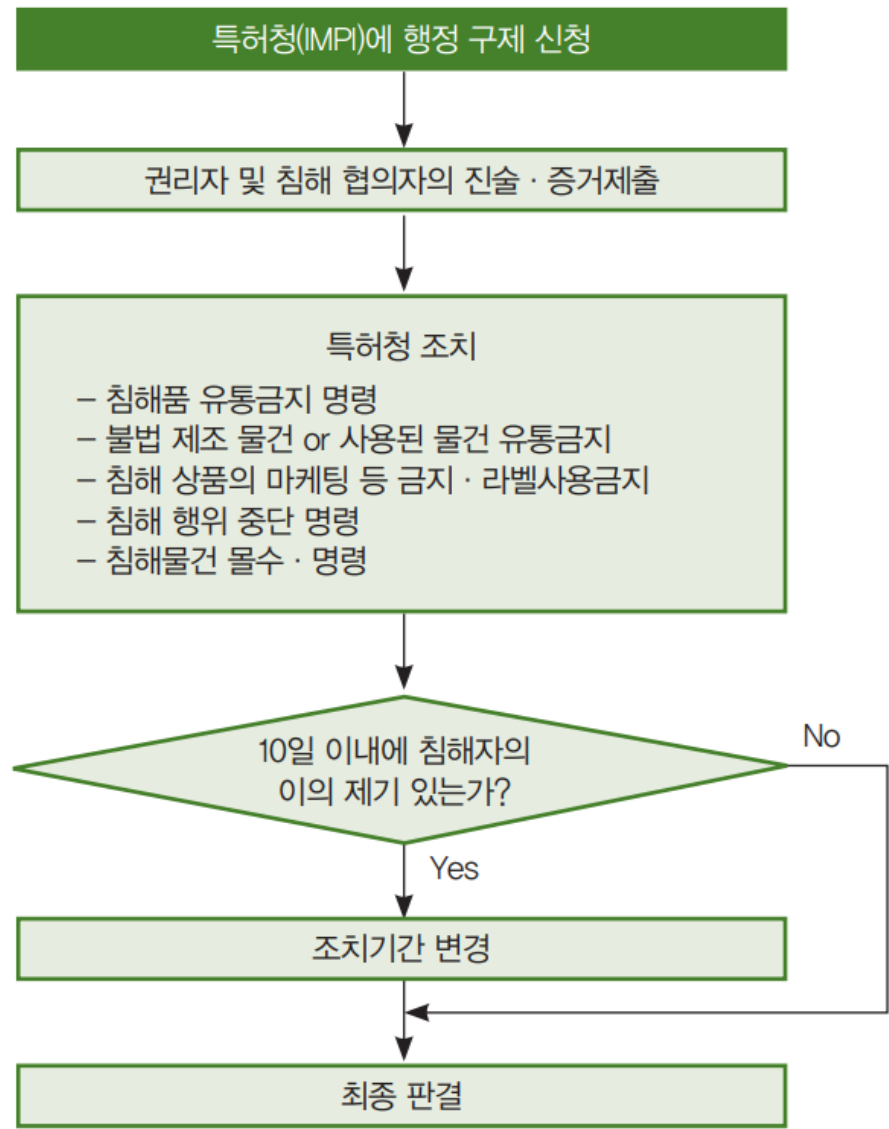 특허청(IMPI)에 행정 구제 신청
권리자 및 침해 협의자의 진술 · 증거제출
특허청 조치
– 침해품 유통금지 명령
– 불법 제조 물건 or 사용된 물건 유통금지
– 침해 상품의 마케팅 등 금지 · 라벨사용금지
– 침해 행위 중단 명령
– 침해물건 몰수 · 명령
10일 이내에 침해자의
이의 제기 있는가?
No
Yes
조치기간 변경
최종 판결